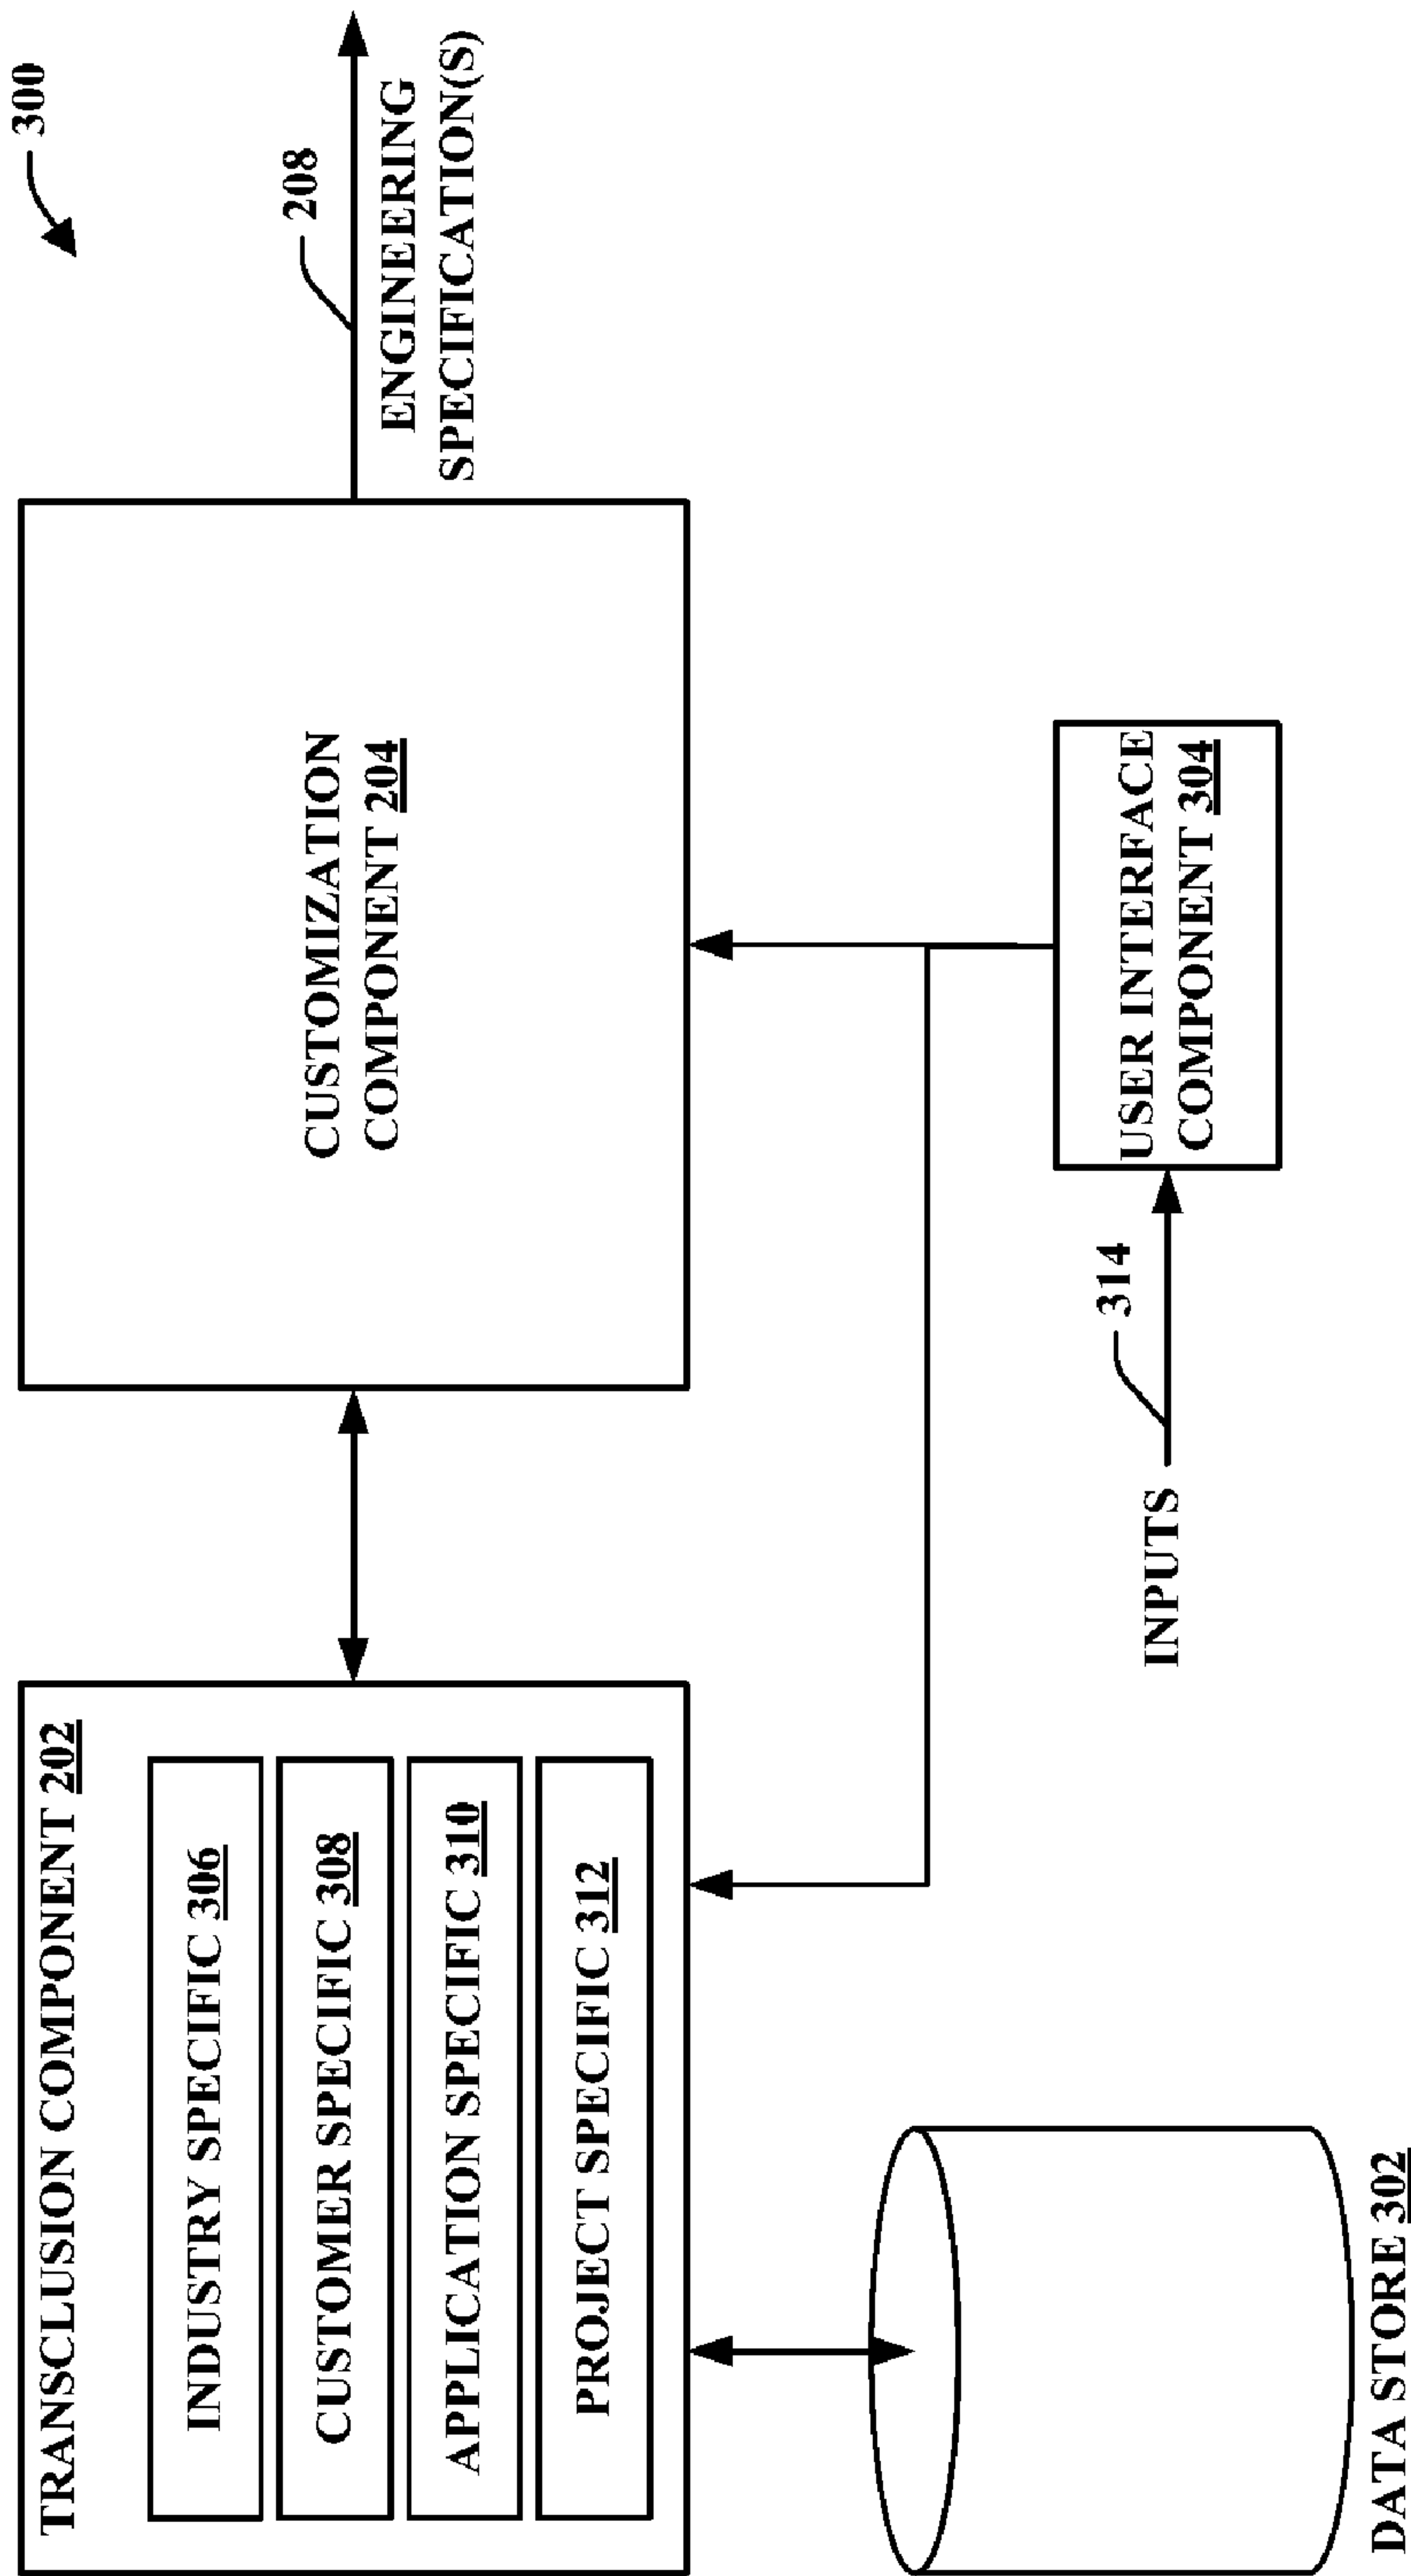 300
TRANSCLUSION COMPONENT 202
INDUSTRY SPECIFIC 306
CUSTOMER SPECIFIC 308
APPLICATION SPECIFIC 310
PROJECT SPECIFIC 312
CUSTOMIZATION
COMPONENT 204
208
ENGINEERING
SPECIFICATION(S)
DATA STORE 302
INPUTS
314
USER INTERFACE
COMPONENT 304